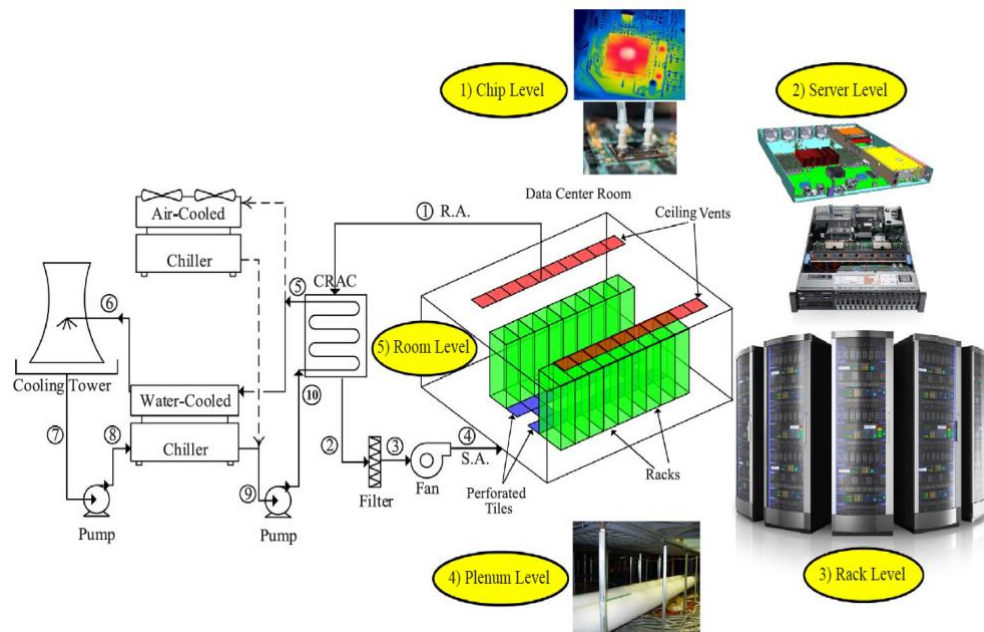 1) Chip Level
2) Server Level
Data Center Room
Ceiling Vents
① R.A.
Air-Cooled
Chiller
CRAC
⑤
⑥
5) Room Level
Cooling Tower
Water-Cooled
Chiller
⑩
⑦
⑧
②
③
④
S.A.
⑨
Filter
Fan
Perforated
Tiles
Racks
Pump
Pump
4) Plenum Level
3) Rack Level